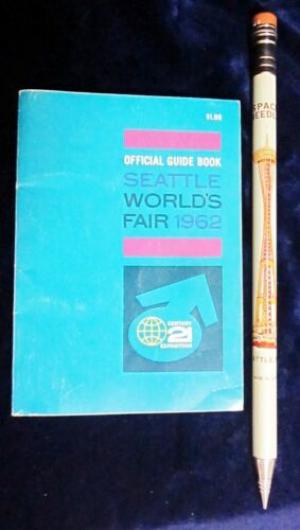 $1.00
OFFICIAL GUIDE BOOK
SEATTLE
WORLD'S
FAIR 1962
CENTURY
21
EXPOSITION
SPACE
NEEDLE